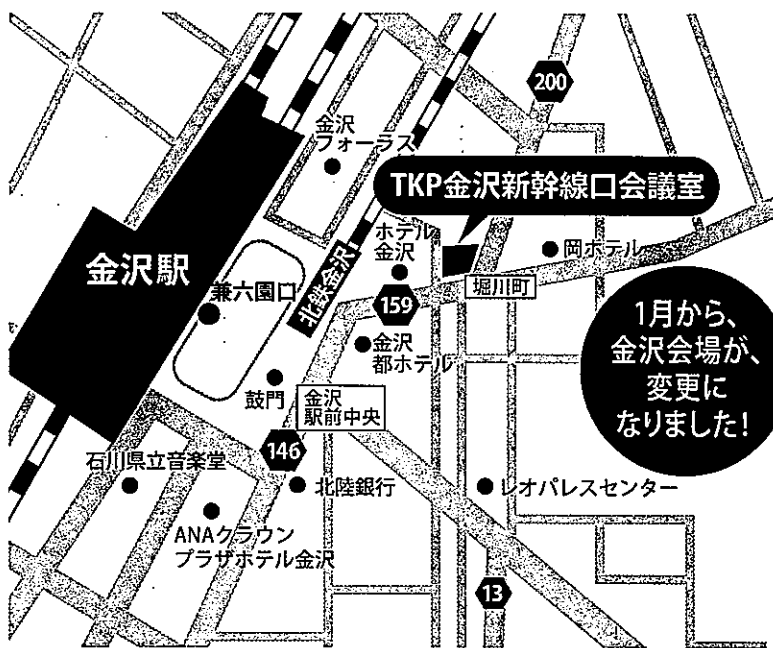 200
金沢
フォーラス
TKP金沢新幹線口会議室
ホテル
金沢
岡ホテル
金沢駅
兼六園口
北鉄金沢
159
堀川町
1月から、
金沢会場が、
変更に
なりました!
金沢
都ホテル
鼓門
金沢
駅前中央
146
石川県立音楽堂
北陸銀行
レオパレスセンター
ANAクラウン
プラザホテル金沢
13